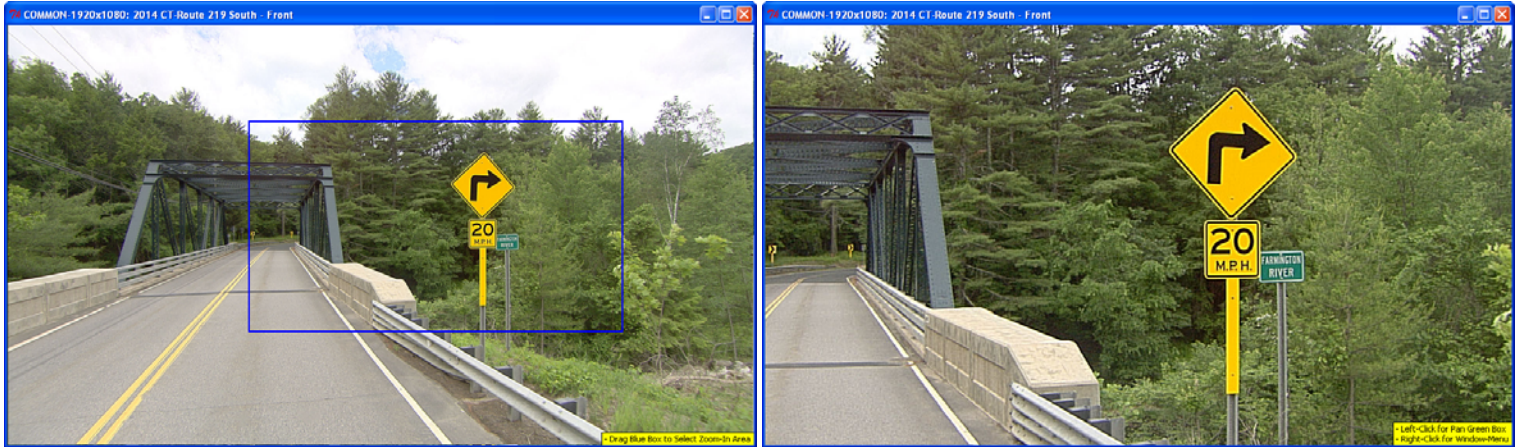 COMMON-1920x1080: 2014 CT-Route 219 South - Front
20
M.P.H.
FARMINGTON
RIVER
- Drag Blue Box to Select Zoom-In Area
COMMON-1920x1080: 2014 CT-Route 219 South - Front
20
M.P.H.
FARMINGTON
RIVER
- Left-Click for Pan Green Box
- Right-Click for Window-Menu